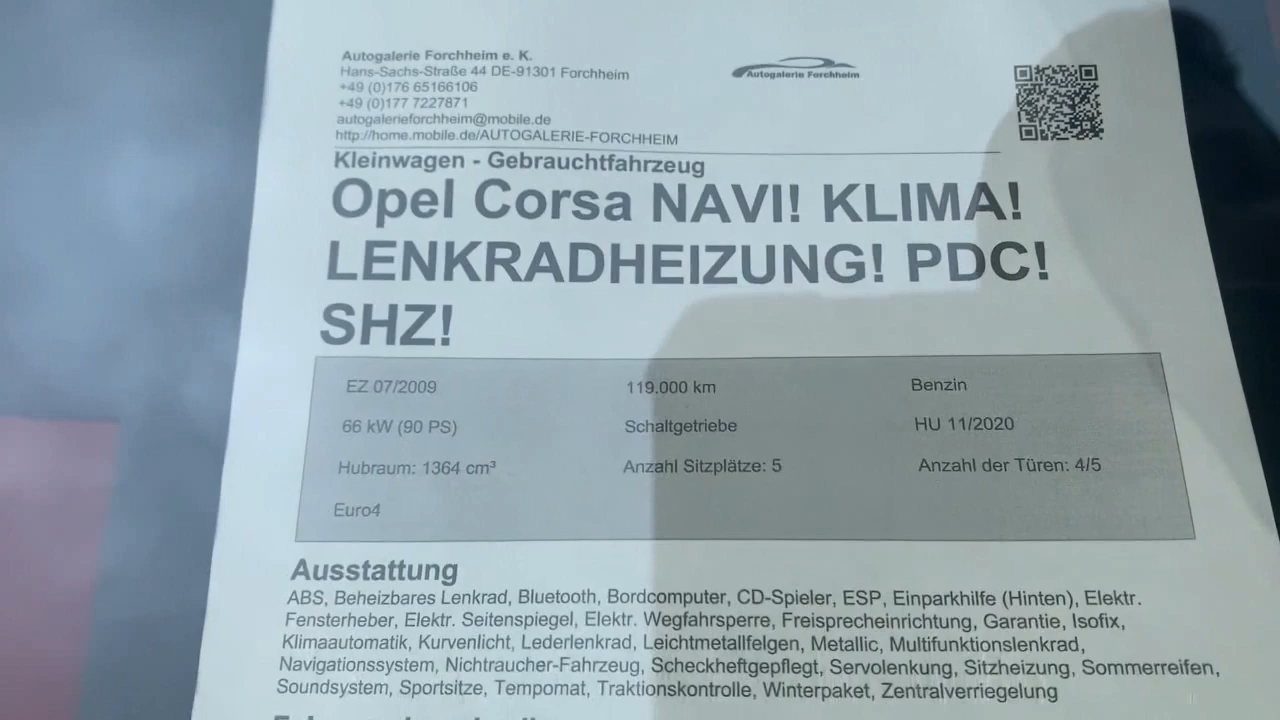 Autogalerie Forchheim e. K.
Hans-Sachs-Straße 44 DE-91301 Forchheim
+49 (0)176 65166106
+49 (0)177 7227871
autogalerieforchheim@mobile.de
http://home.mobile.de/AUTOGALERIE-FORCHHEIM
Autogalerie Forchheim
Kleinwagen - Gebrauchtfahrzeug
Opel Corsa NAVI! KLIMA!
LENKRADHEIZUNG! PDC!
SHZ!
EZ 07/2009 119.000 km Benzin
66 kW (90 PS) Schaltgetriebe HU 11/2020
Hubraum: 1364 cm³ Anzahl Sitzplätze: 5 Anzahl der Türen: 4/5
Euro4
Ausstattung
ABS, Beheizbares Lenkrad, Bluetooth, Bordcomputer, CD-Spieler, ESP, Einparkhilfe (Hinten), Elektr.
Fensterheber, Elektr. Seitenspiegel, Elektr. Wegfahrsperre, Freisprecheinrichtung, Garantie, Isofix,
Klimaautomatik, Kurvenlicht, Lederlenkrad, Leichtmetallfelgen, Metallic, Multifunktionslenkrad,
Navigationssystem, Nichtraucher-Fahrzeug, Scheckheftgepflegt, Servolenkung, Sitzheizung, Sommerreifen,
Soundsystem, Sportsitze, Tempomat, Traktionskontrolle, Winterpaket, Zentralverriegelung